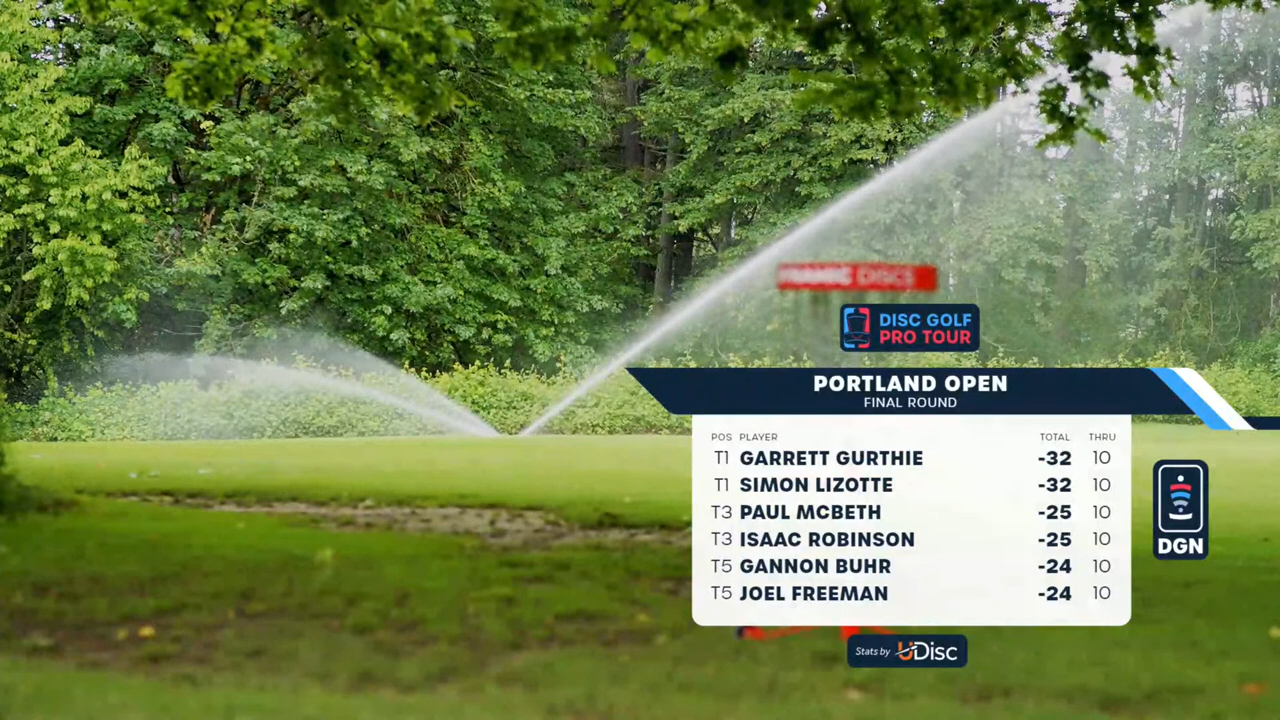 DISCS
DISC GOLF
PRO TOUR
PORTLAND OPEN
FINAL ROUND
POS PLAYER TOTAL THRU
T1 GARRETT GURTHIE -32 10
T1 SIMON LIZOTTE -32 10
T3 PAUL MCBETH -25 10
T3 ISAAC ROBINSON -25 10
T5 GANNON BUHR -24 10
T5 JOEL FREEMAN -24 10
DGN
Stats by UDisc